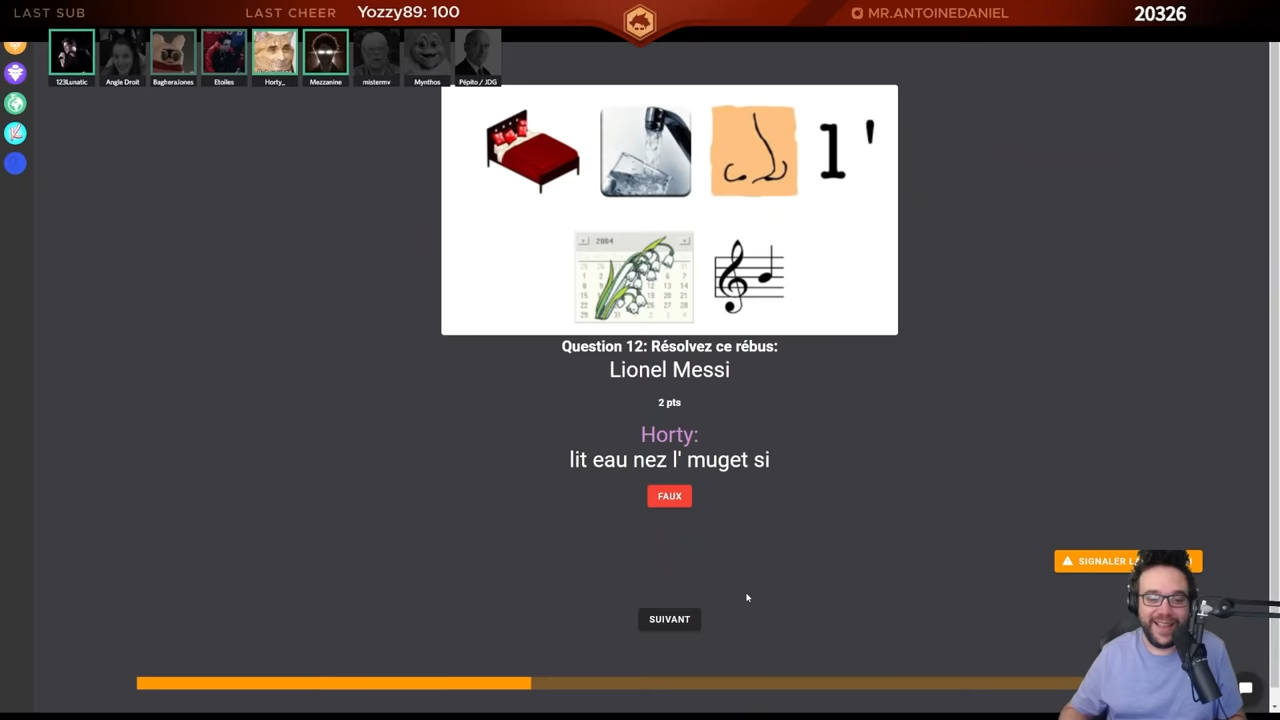 LAST SUB
LAST CHEER
Yozzy89: 100
MR.ANTOINEDANIEL
20326
123Lunatic
Angle Droit
BagheraJones
Etoiles
Horty_
Mezzanine
mistermv
Mynthos
Pépito / JDG
l'
2004
Question 12: Résolvez ce rébus:
Lionel Messi
2 pts
Horty:
lit eau nez l' muget si
FAUX
SIGNALER
SUIVANT